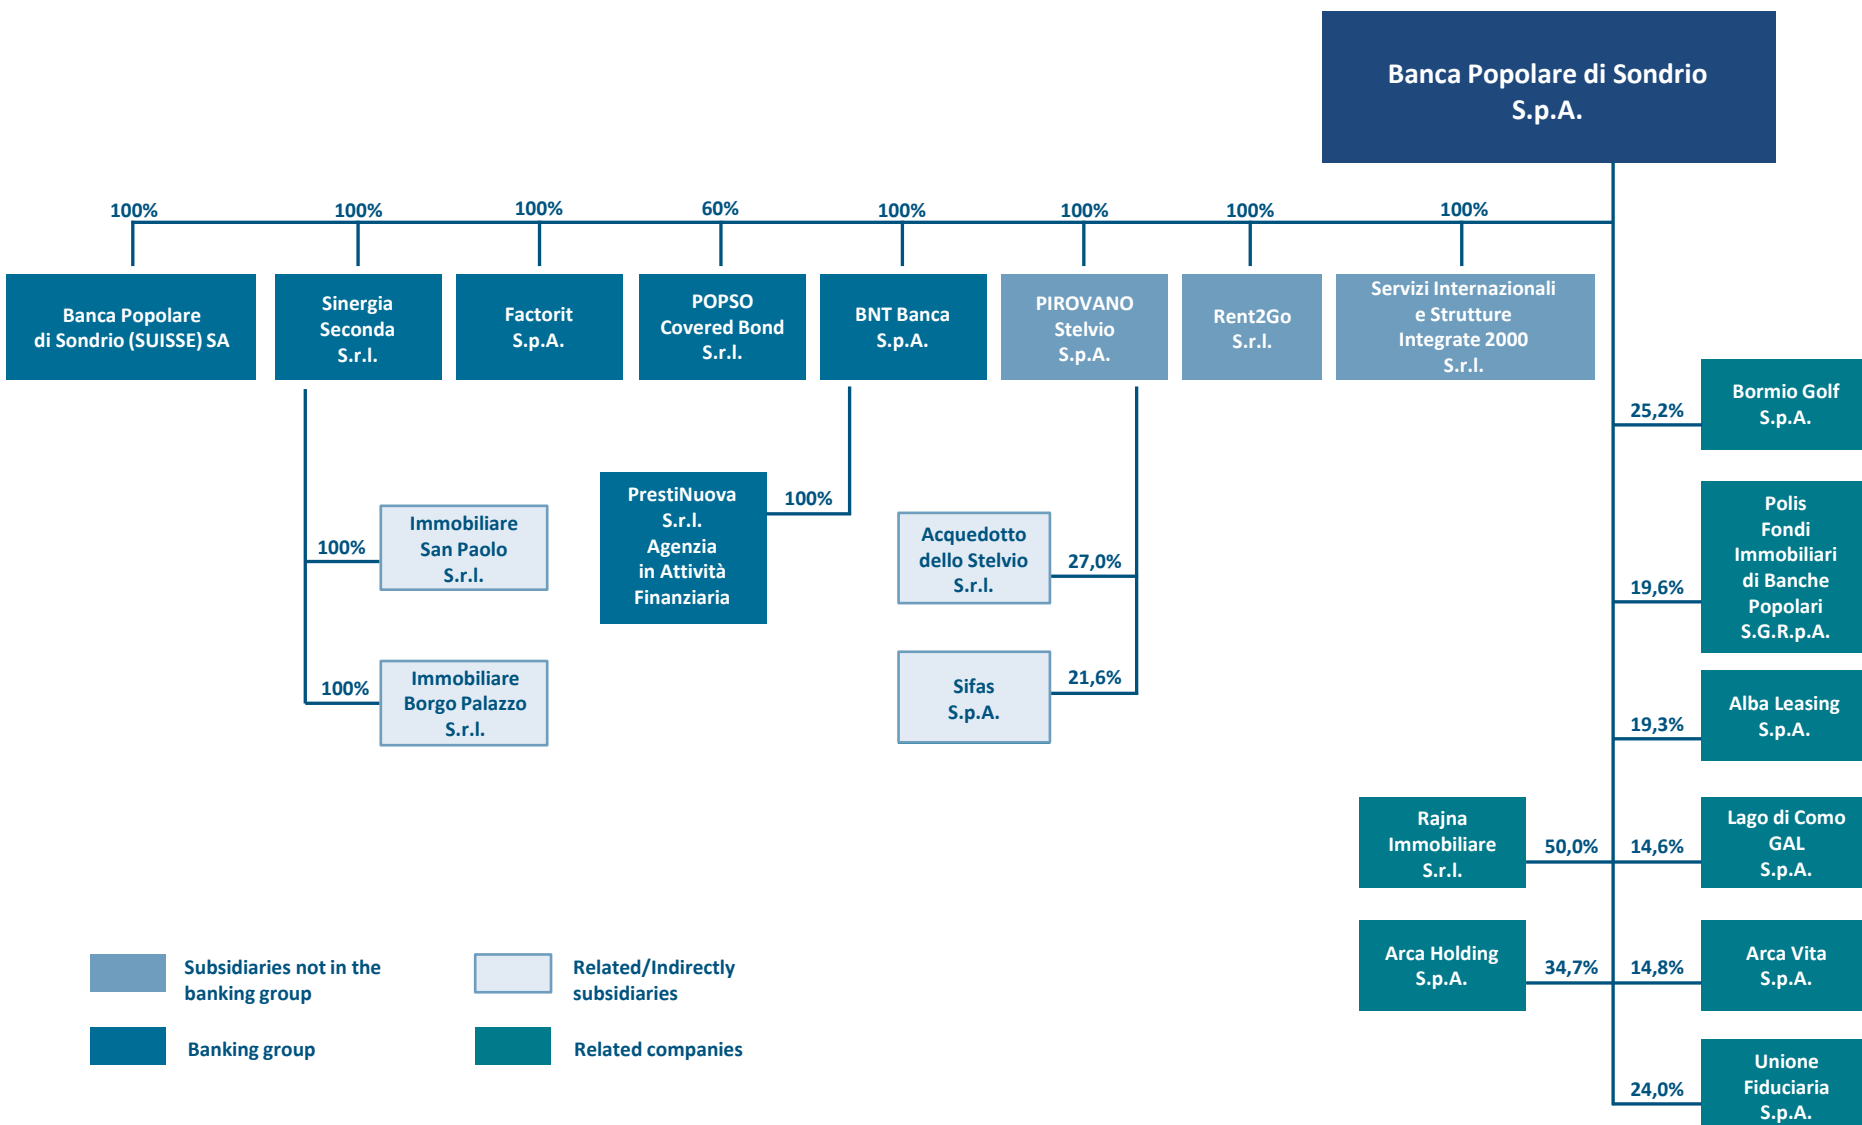 Banca Popolare di Sondrio
S.p.A.
100%
100%
100%
60%
100%
100%
100%
100%
Banca Popolare
di Sondrio (SUISSE) SA
Sinergia
Seconda
S.r.l.
Factorit
S.p.A.
POPSO
Covered Bond
S.r.l.
BNT Banca
S.p.A.
PIROVANO
Stelvio
S.p.A.
Rent2Go
S.r.l.
Servizi Internazionali
e Strutture
Integrate 2000
S.r.l.
25,2%
Bormio Golf
S.p.A.
100%
Immobiliare
San Paolo
S.r.l.
PrestiNuova
S.r.l.
Agenzia
in Attività
Finanziaria
100%
Acquedotto
dello Stelvio
S.r.l.
27,0%
19,6%
Polis
Fondi
Immobiliari
di Banche
Popolari
S.G.R.p.A.
100%
Immobiliare
Borgo Palazzo
S.r.l.
Sifas
S.p.A.
21,6%
19,3%
Alba Leasing
S.p.A.
Rajna
Immobiliare
S.r.l.
50,0%
14,6%
Lago di Como
GAL
S.p.A.
Arca Holding
S.p.A.
34,7%
14,8%
Arca Vita
S.p.A.
24,0%
Unione
Fiduciaria
S.p.A.
Subsidiaries not in the
banking group
Related/Indirectly
subsidiaries
Banking group
Related companies